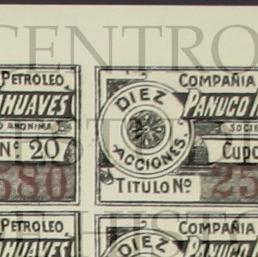 CENTRO
PETROLEO,
HUAVES
ANONIMA
Nº 20
580
COMPAÑIA
PANUCO
SOCIE
DIEZ ACCIONES.
Cupo
TITULO Nº 25
PETROLEO,
HUAVES
COMPAÑIA
PANUCO
DIEZ